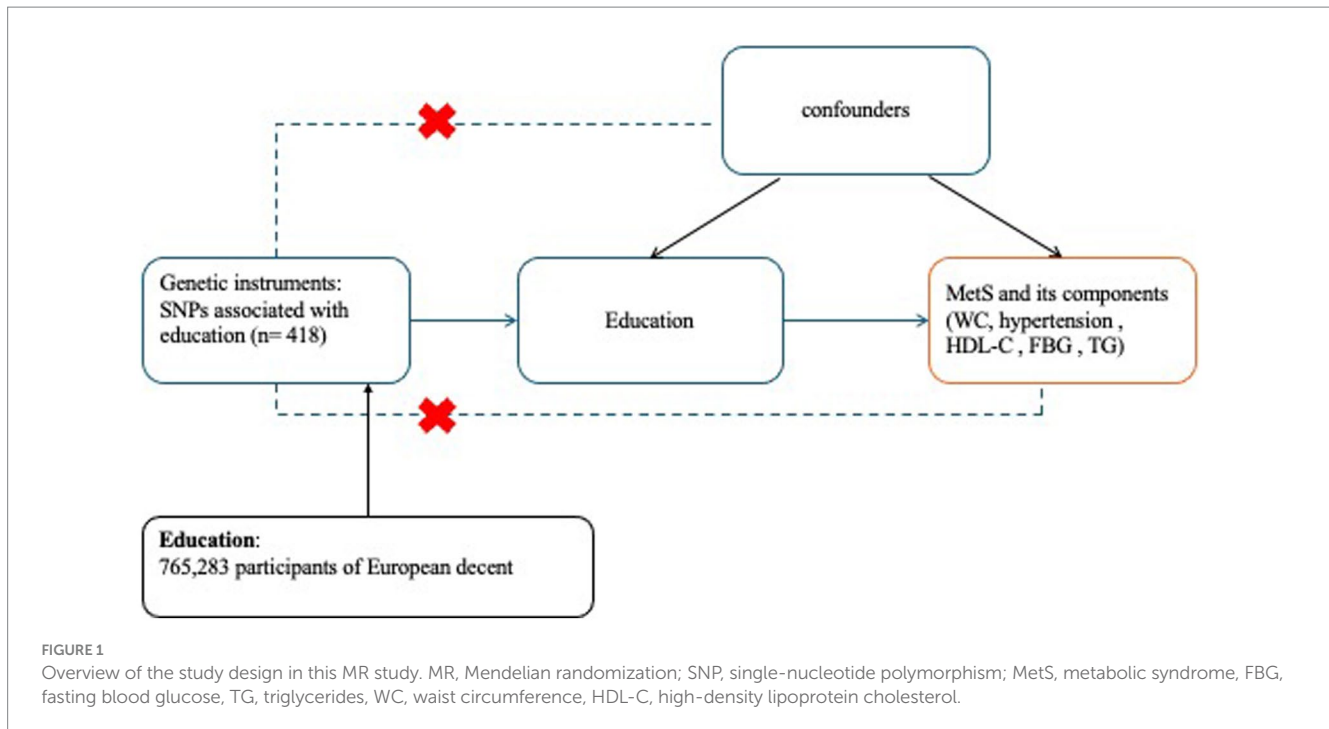 confounders
Genetic instruments:
SNPs associated with
education (n= 418)
Education
MetS and its components
(WC, hypertension ,
HDL-C , FBG , TG)
Education:
765,283 participants of European decent
FIGURE 1
Overview of the study design in this MR study. MR, Mendelian randomization; SNP, single-nucleotide polymorphism; MetS, metabolic syndrome, FBG,
fasting blood glucose, TG, triglycerides, WC, waist circumference, HDL-C, high-density lipoprotein cholesterol.